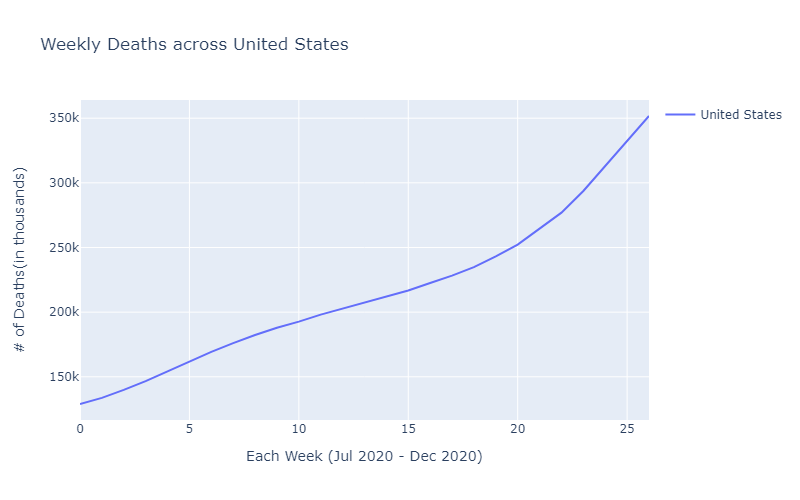 Weekly Deaths across United States
350k
300k
250k
200k
150k
# of Deaths(in thousands)
0 5 10 15 20 25
Each Week (Jul 2020 - Dec 2020)
United States